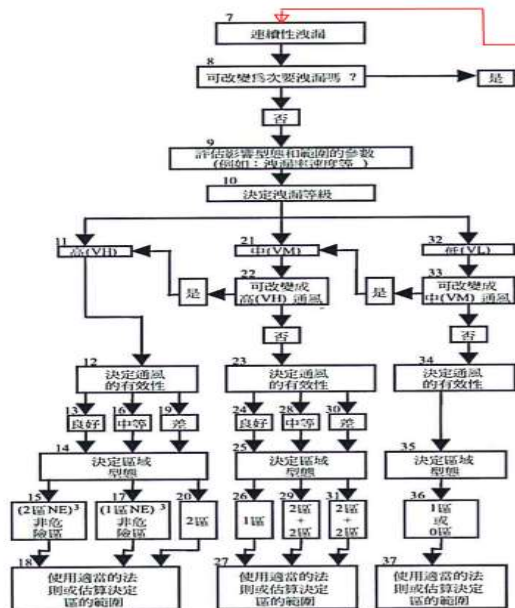 7
連續性洩漏
8
可改變為次要洩漏嗎 ?
是
否
9
評估影響型態和範圍的參數
(例如：洩漏率速度等 )
10
決定洩漏等級
11
高(VH)
21
中(VM)
32
低(VL)
22
可改變成
高(VH) 通風
是
33
可改變成
中(VM) 通風
是
否
否
12
決定通風
的有效性
23
決定通風
的有效性
34
決定通風
的有效性
13
良好
16
中等
19
差
24
良好
28
中等
30
差
14
決定區域
型態
25
決定區域
型態
35
決定區域
型態
15
(2區NE)³
非危
險區
17
(1區NE) ³
非危
險區
20
2區
26
1區
29
2區
+
2區
31
2區
+
2區
36
1區
或
0區
18
使用適當的法
則或估算決定
區的範圍
27
使用適當的法
則或估算決定
區的範圍
37
使用適當的法
則或估算決定
區的範圍